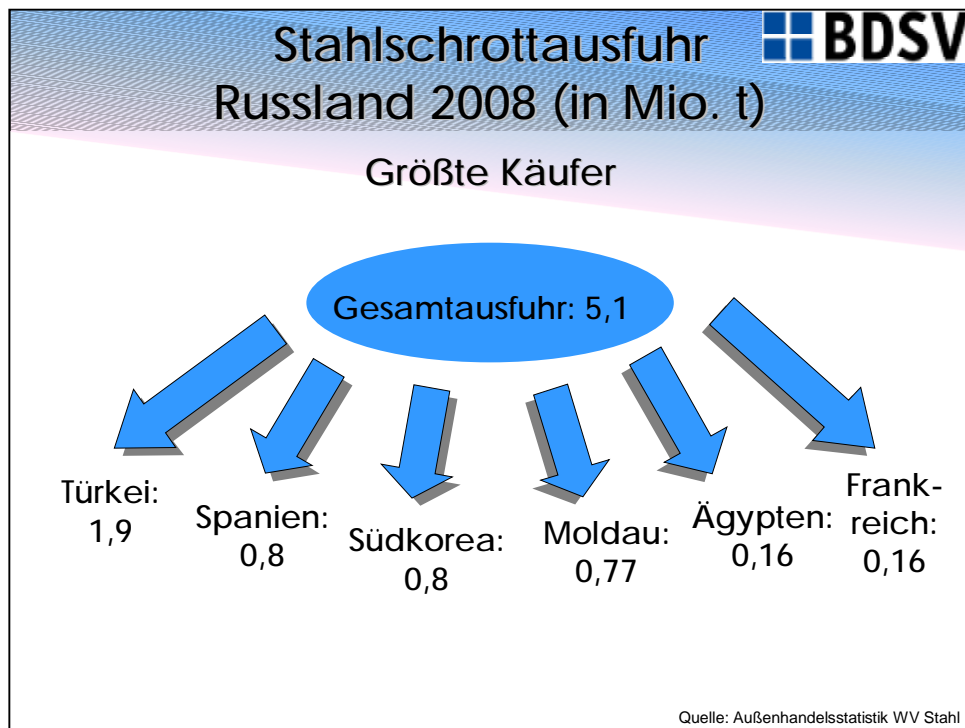 Stahlschrottausfuhr
BDSV
Russland 2008 (in Mio. t)
Größte Käufer
Gesamtausfuhr: 5,1
Türkei:
1,9
Spanien:
0,8
Südkorea:
0,8
Moldau:
0,77
Ägypten:
0,16
Frank-
reich:
0,16
Quelle: Außenhandelsstatistik WV Stahl